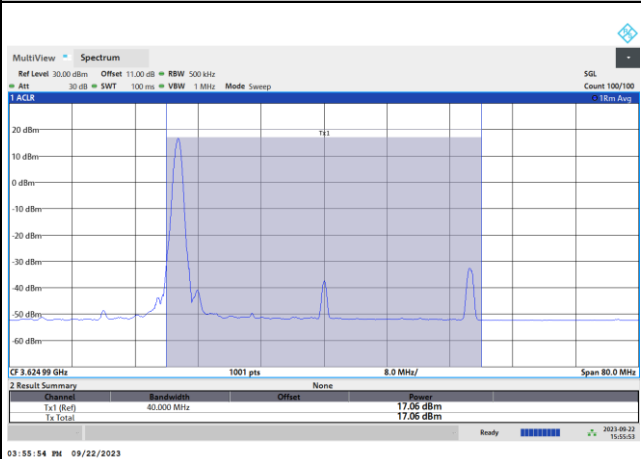 MultiView Spectrum
Ref Level 30.00 dBm Offset 11.00 dB RBW 500 kHz SGL
Att 30 dB SWT 100 ms VBW 1 MHz Mode Sweep Count 100/100
1 ACLR 1Rm Avg
Tx1
20 dBm
10 dBm
0 dBm
-10 dBm
-20 dBm
-30 dBm
-40 dBm
-50 dBm
-60 dBm
CF 3.624 99 GHz 1001 pts 8.0 MHz/ Span 80.0 MHz
2 Result Summary None
Channel Bandwidth Offset Power
Tx1 (Ref) 40.000 MHz 17.06 dBm
Tx Total 17.06 dBm
Ready 2023-09-22
15:55:53
03:55:54 PM 09/22/2023